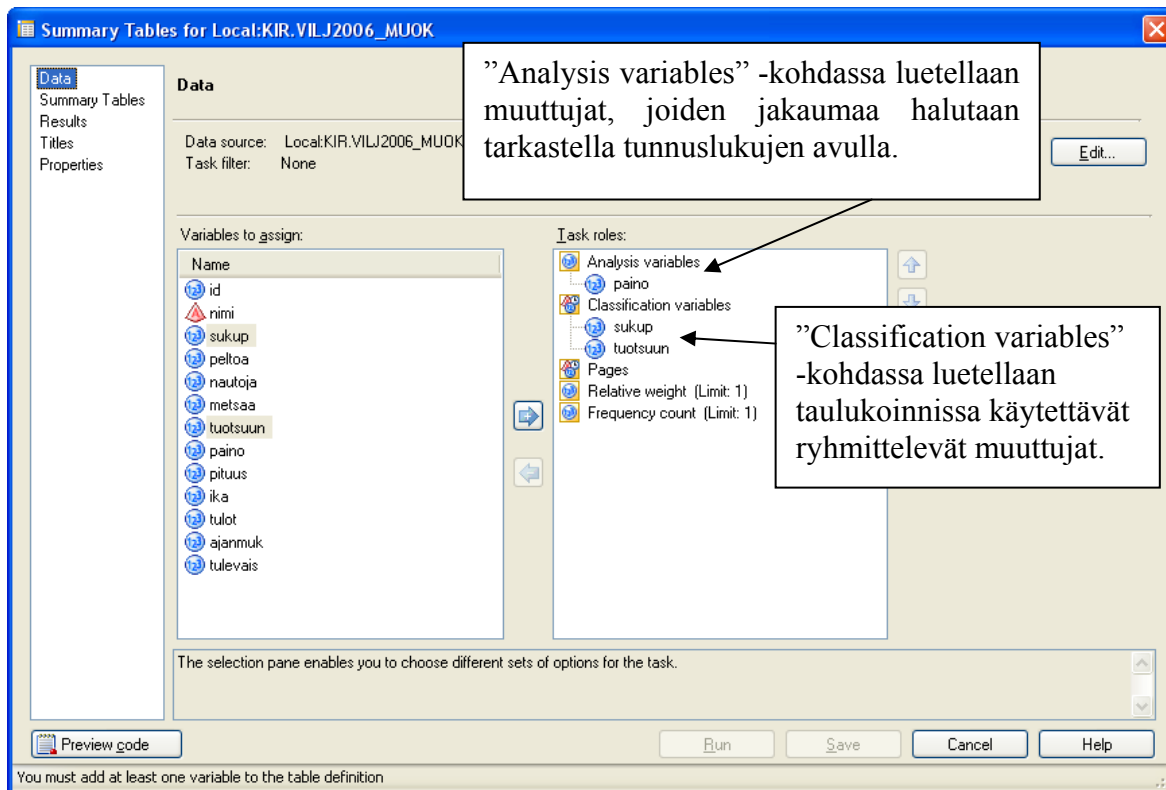 Summary Tables for Local:KIR.VILJ2006_MUOK
Data
Summary Tables
Results
Titles
Properties
Data
Data source: Local:KIR.VILJ2006_MUOK
Task filter: None
Edit...
”Analysis variables” -kohdassa luetellaan
muuttujat, joiden jakaumaa halutaan
tarkastella tunnuslukujen avulla.
Variables to assign:
Name
id
nimi
sukup
peltoa
nautoja
metsaa
tuotsuun
paino
pituus
ika
tulot
ajanmuk
tulevais
Task roles:
Analysis variables
paino
Classification variables
sukup
tuotsuun
Pages
Relative weight (Limit: 1)
Frequency count (Limit: 1)
”Classification variables”
-kohdassa luetellaan
taulukoinnissa käytettävät
ryhmittelevät muuttujat.
The selection pane enables you to choose different sets of options for the task.
Preview code
Run
Save
Cancel
Help
You must add at least one variable to the table definition